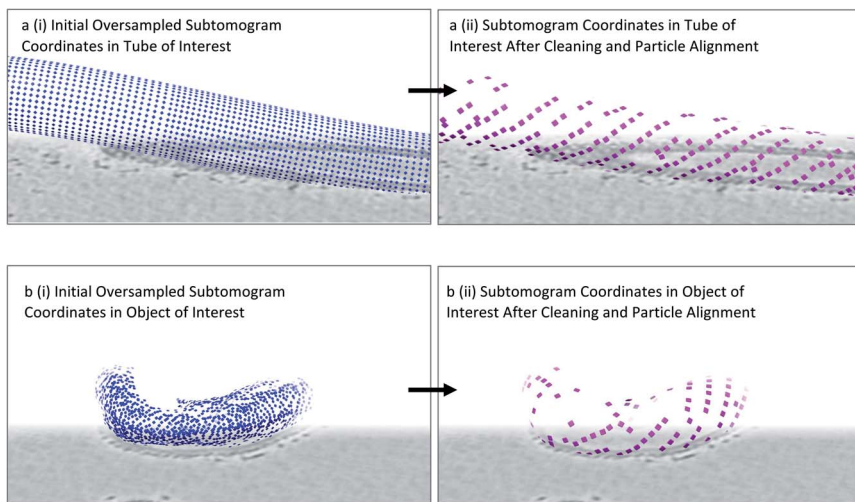 a (i) Initial Oversampled Subtomogram
Coordinates in Tube of Interest
a (ii) Subtomogram Coordinates in Tube of
Interest After Cleaning and Particle Alignment
b (i) Initial Oversampled Subtomogram
Coordinates in Object of Interest
b (ii) Subtomogram Coordinates in Object of
Interest After Cleaning and Particle Alignment